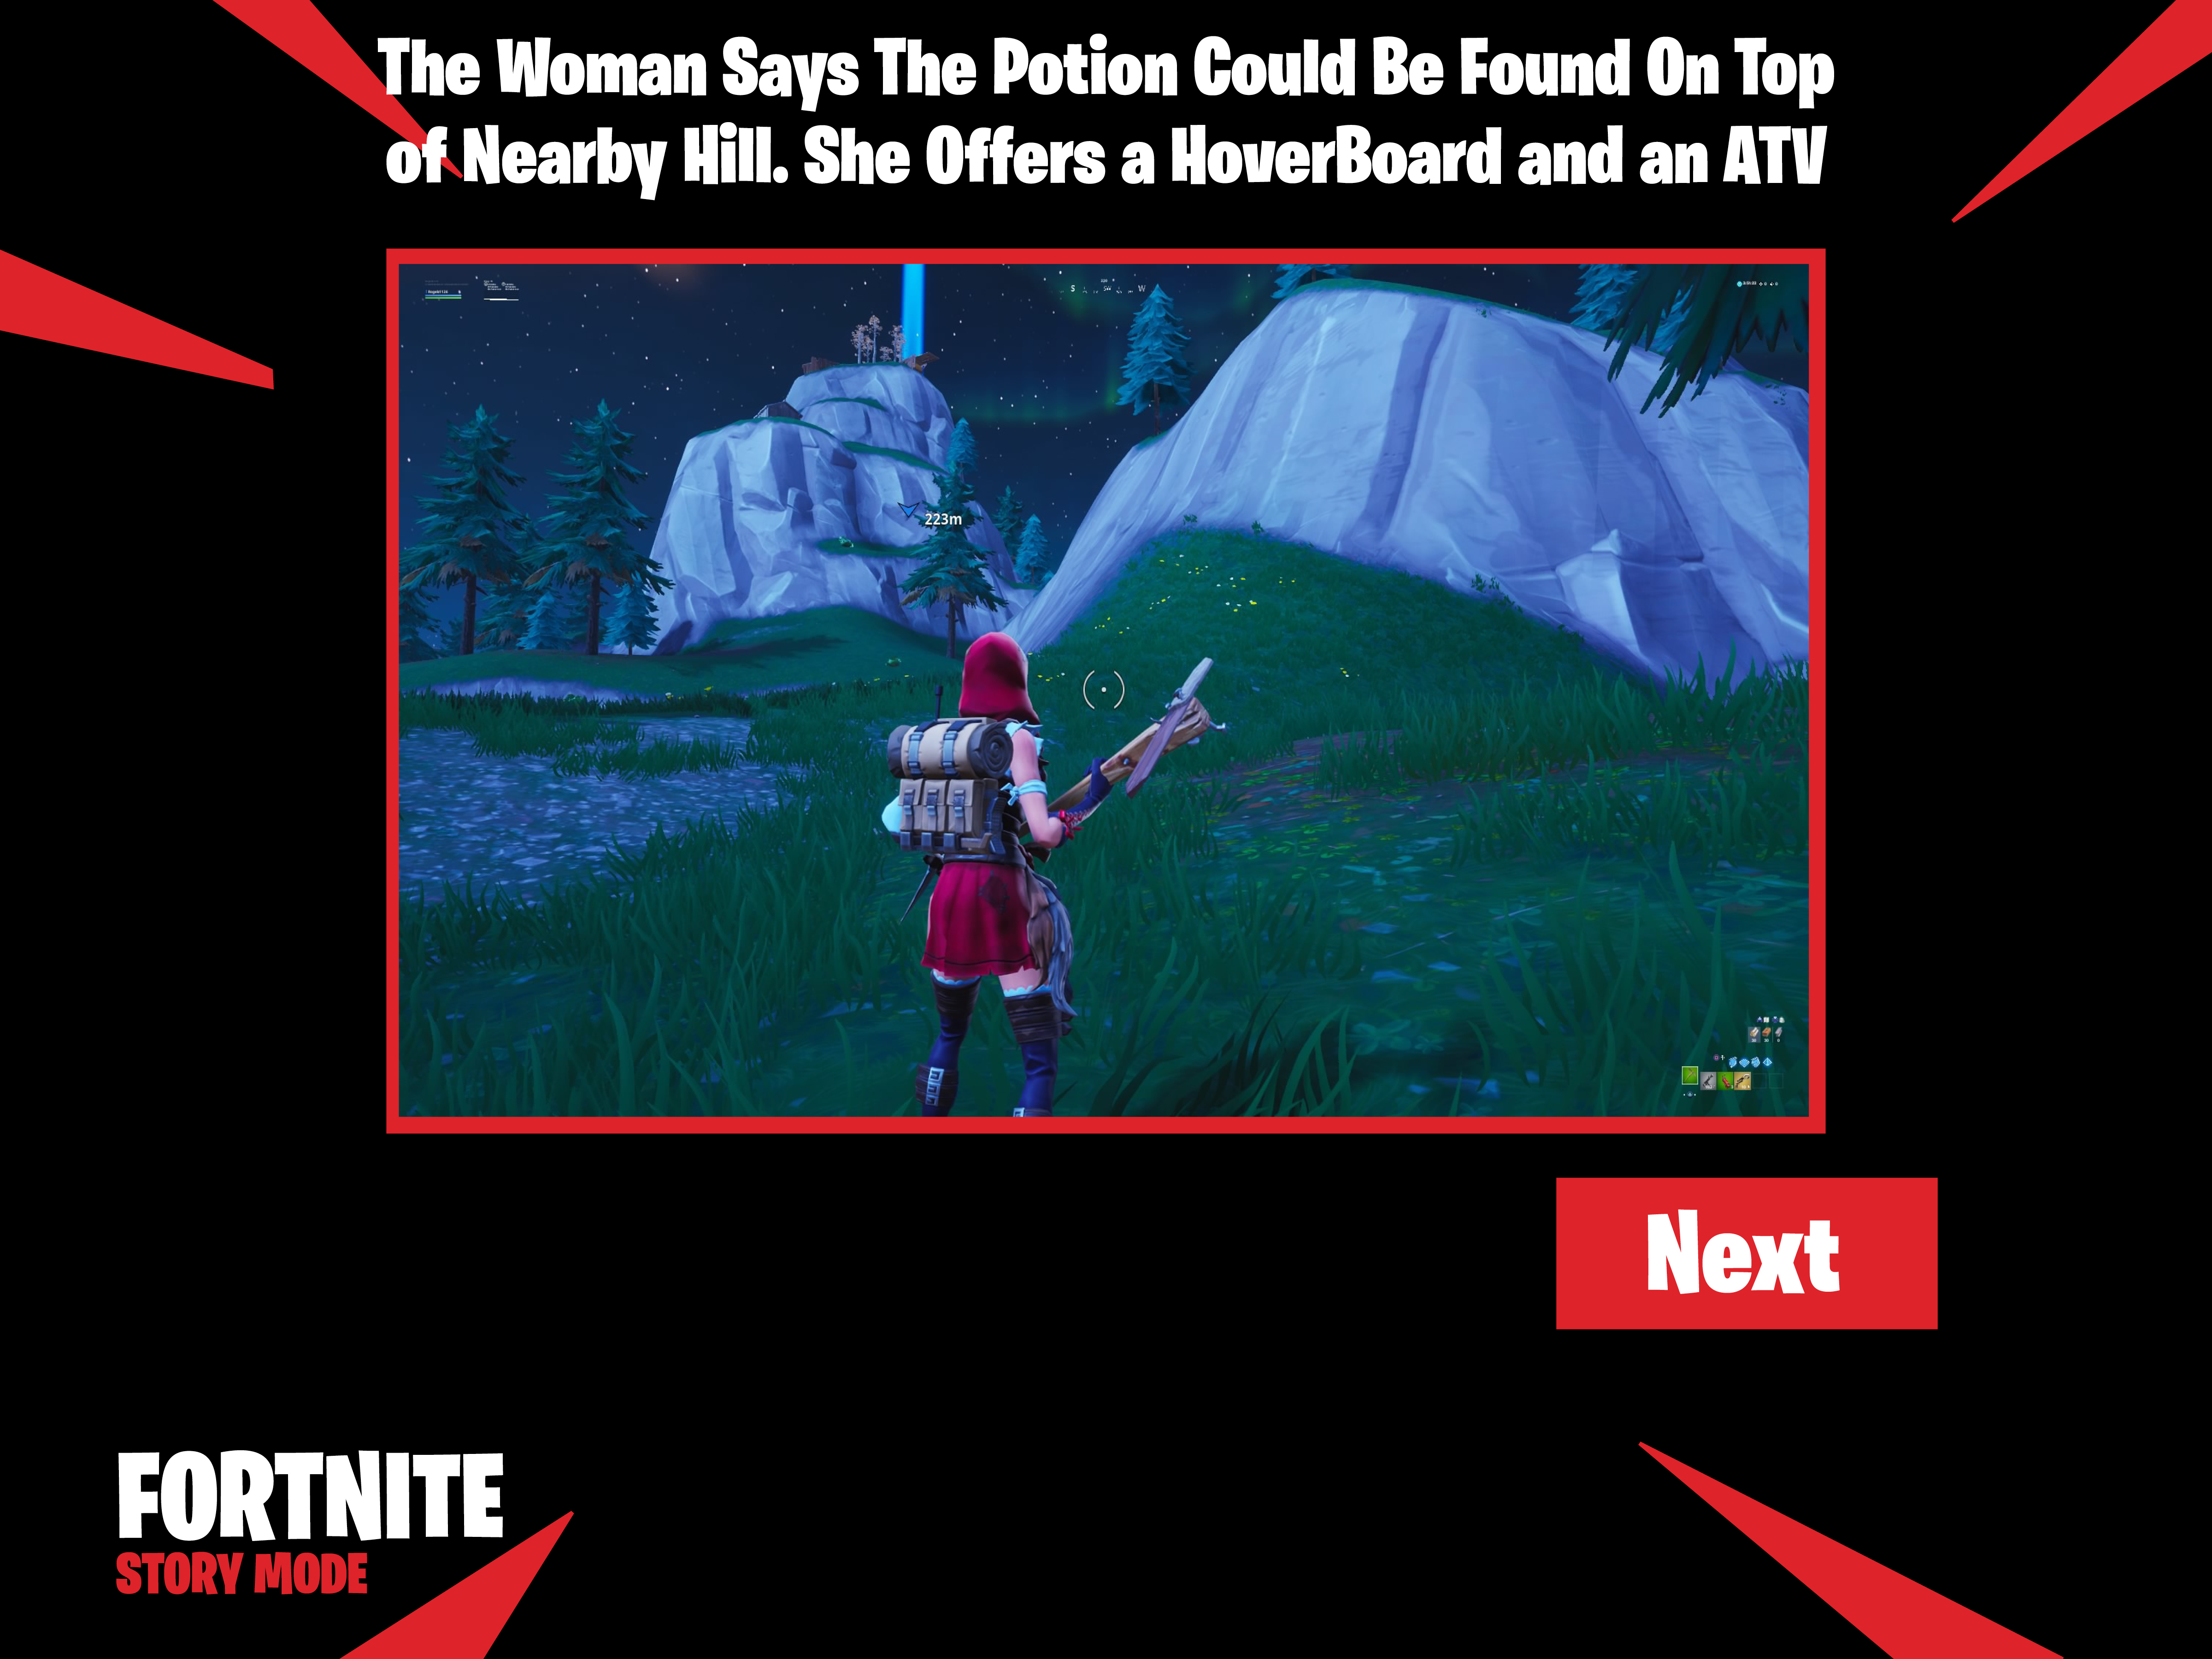 The Woman Says The Potion Could Be Found On Top
of Nearby Hill. She Offers a HoverBoard and an ATV
S
W
223m
Next
FORTNITE
STORY MODE